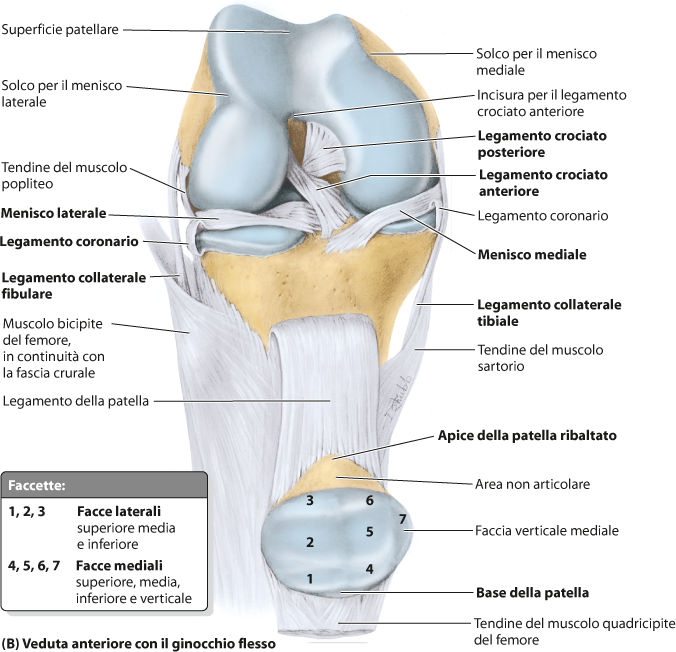 Superficie patellare
Solco per il menisco
laterale
Tendine del muscolo
popliteo
Menisco laterale
Legamento coronario
Legamento collaterale
fibulare
Muscolo bicipite
del femore,
in continuità con
la fascia crurale
Legamento della patella
Solco per il menisco
mediale
Incisura per il legamento
crociato anteriore
Legamento crociato
posteriore
Legamento crociato
anteriore
Legamento coronario
Menisco mediale
Legamento collaterale
tibiale
Tendine del muscolo
sartorio
Apice della patella ribaltato
Area non articolare
Faccia verticale mediale
Base della patella
Tendine del muscolo quadricipite
del femore
3 6
7
5
2
4
1
Faccette:
1, 2, 3 Facce laterali
superiore media
e inferiore
4, 5, 6, 7 Facce mediali
superiore, media,
inferiore e verticale
(B) Veduta anteriore con il ginocchio flesso